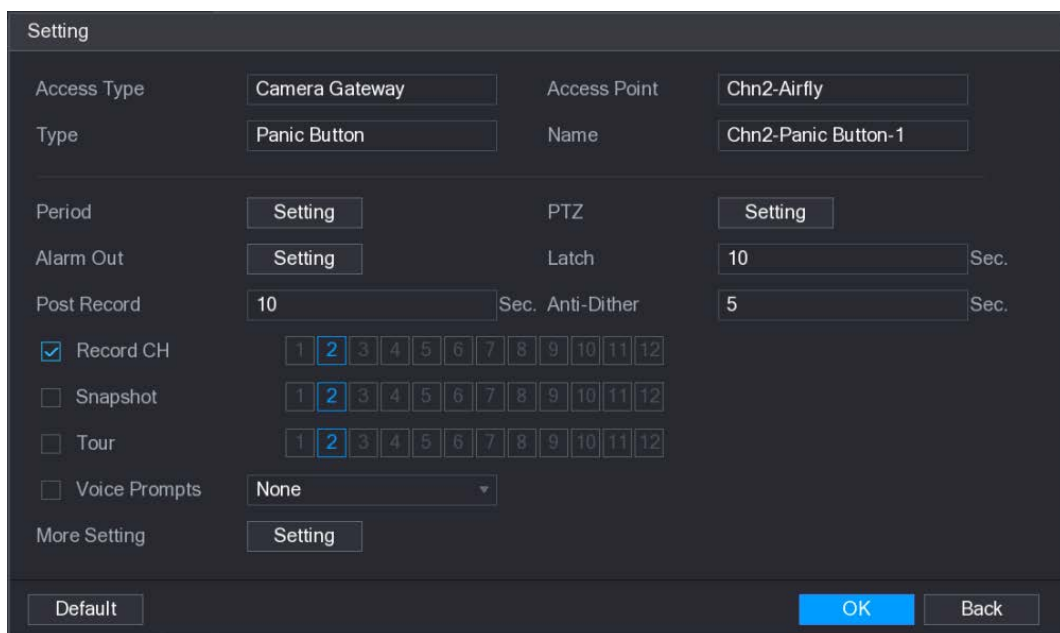 Setting
Access Type Camera Gateway Access Point Chn2-Airfly
Type Panic Button Name Chn2-Panic Button-1
Period Setting PTZ Setting
Alarm Out Setting Latch 10 Sec.
Post Record 10 Sec. Anti-Dither 5 Sec.
Record CH 1 2 3 4 5 6 7 8 9 10 11 12
Snapshot 1 2 3 4 5 6 7 8 9 10 11 12
Tour 1 2 3 4 5 6 7 8 9 10 11 12
Voice Prompts None
More Setting Setting
Default OK Back